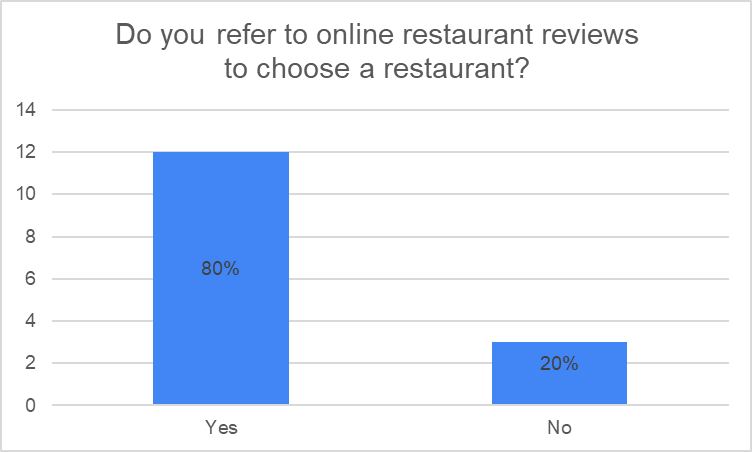 Do you refer to online restaurant reviews
to choose a restaurant?
14
12
10
8
6
4
2
0
80%
20%
Yes
No